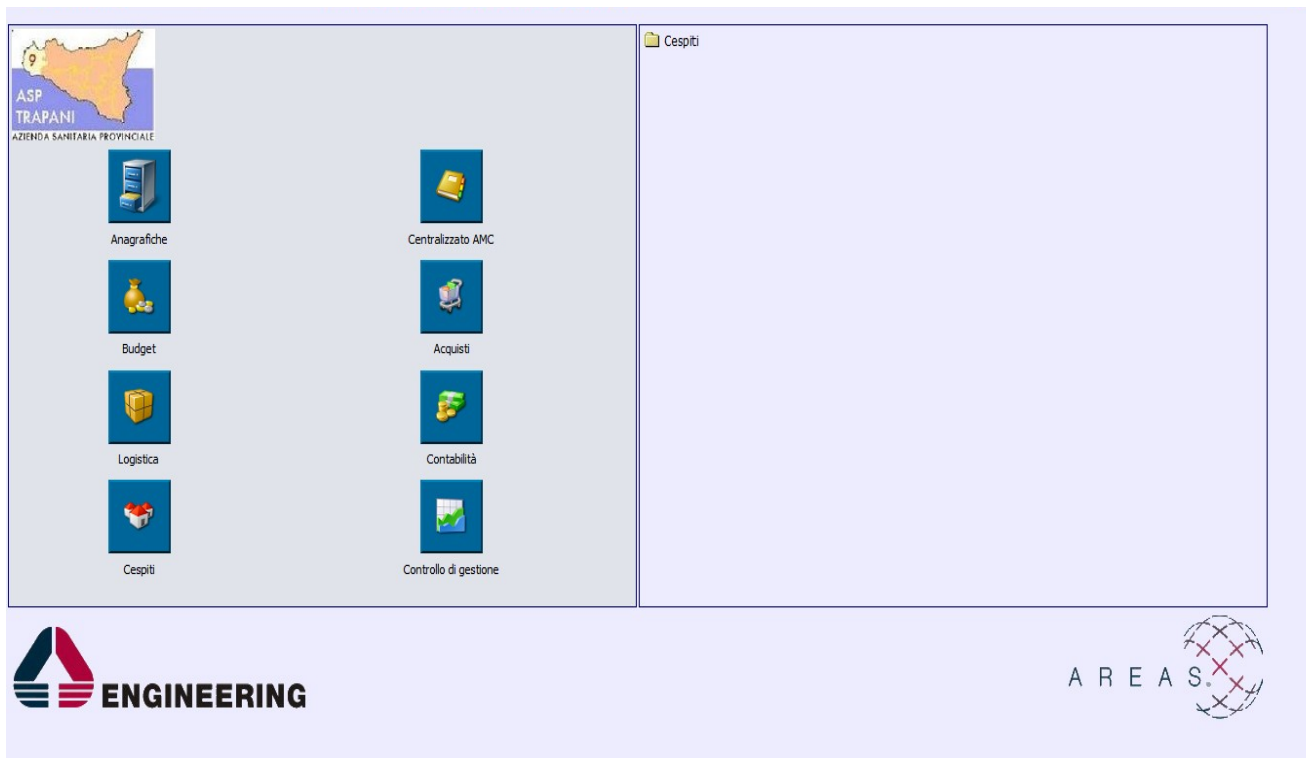 9
ASP
TRAPANI
AZIENDA SANITARIA PROVINCIALE
Anagrafiche
Centralizzato AMC
Budget
Acquisti
Logistica
Contabilità
Cespiti
Controllo di gestione
Cespiti
ENGINEERING
AREAS.